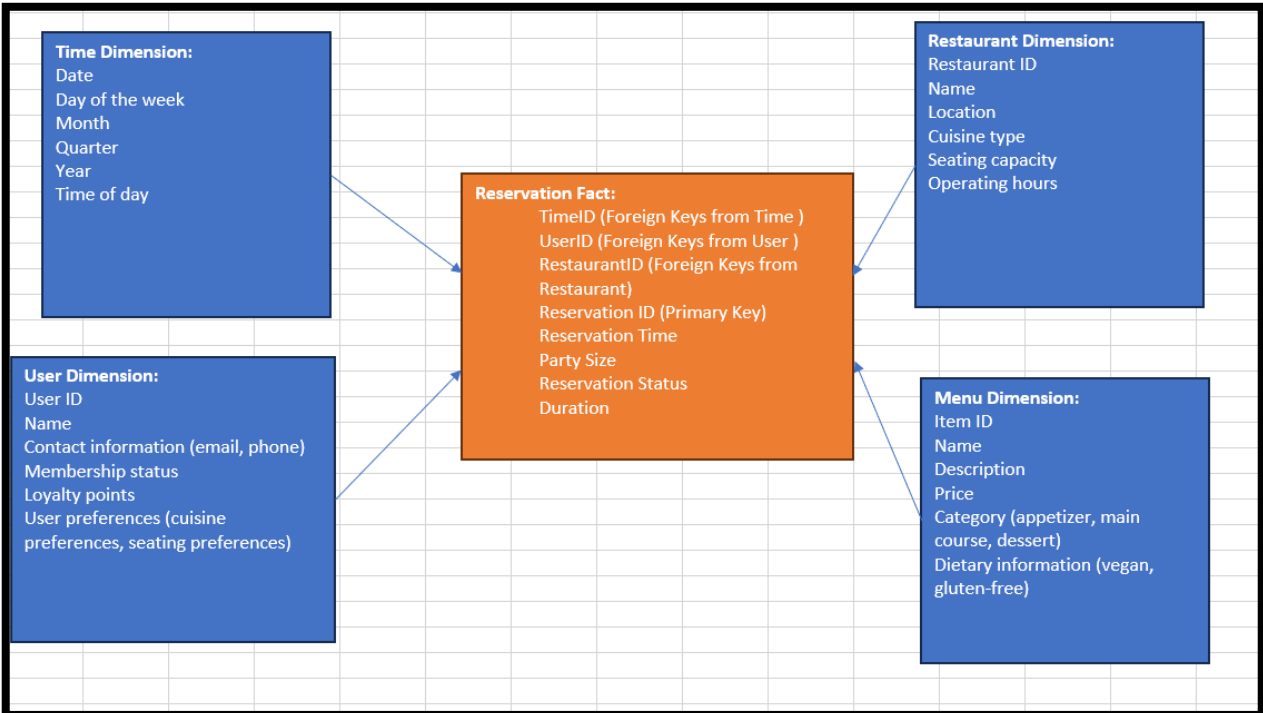 Time Dimension:
Date
Day of the week
Month
Quarter
Year
Time of day
Restaurant Dimension:
Restaurant ID
Name
Location
Cuisine type
Seating capacity
Operating hours
Reservation Fact:
TimeID (Foreign Keys from Time )
UserID (Foreign Keys from User )
RestaurantID (Foreign Keys from
Restaurant)
Reservation ID (Primary Key)
Reservation Time
Party Size
Reservation Status
Duration
User Dimension:
User ID
Name
Contact information (email, phone)
Membership status
Loyalty points
User preferences (cuisine
preferences, seating preferences)
Menu Dimension:
Item ID
Name
Description
Price
Category (appetizer, main
course, dessert)
Dietary information (vegan,
gluten-free)